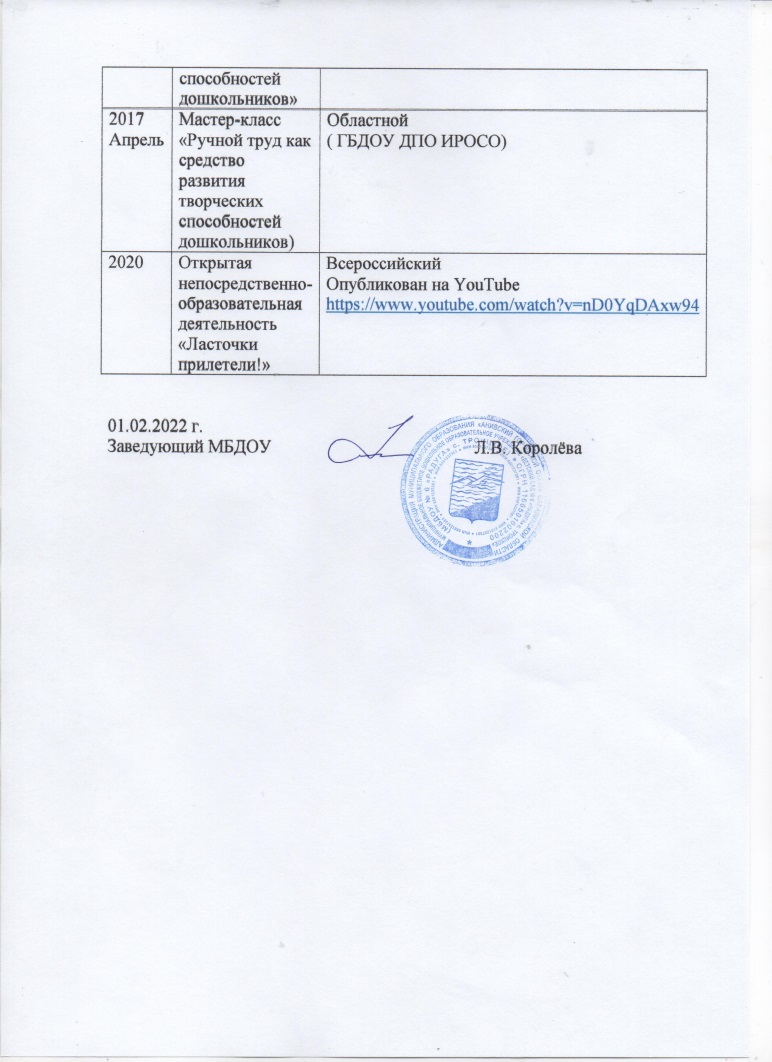 способностей
дошкольников»
2017
Апрель
Мастер-класс
«Ручной труд как
средство
развития
творческих
способностей
дошкольников)
Областной
( ГБДОУ ДПО ИРОСО)
2020
Открытая
непосредственно-
образовательная
деятельность
«Ласточки
прилетели!»
Всероссийский
Опубликован на YouTube
https://www.youtube.com/watch?v=nD0YqDAxw94
01.02.2022 г.
Заведующий МБДОУ
Л.В. Королёва
«РАДУГА»